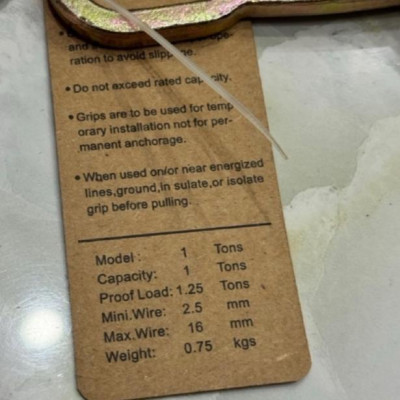 ration to avoid slippage.
• Do not exceed rated capacity.
• Grips are to be used for temp
orary installation not for per-
manent anchorage.
• When used on/or near energized
lines,ground,in sulate,or isolate
grip before pulling.
Model : 1 Tons
Capacity: 1 Tons
Proof Load: 1.25 Tons
Mini.Wire: 2.5 mm
Max.Wire: 16 mm
Weight: 0.75 kgs